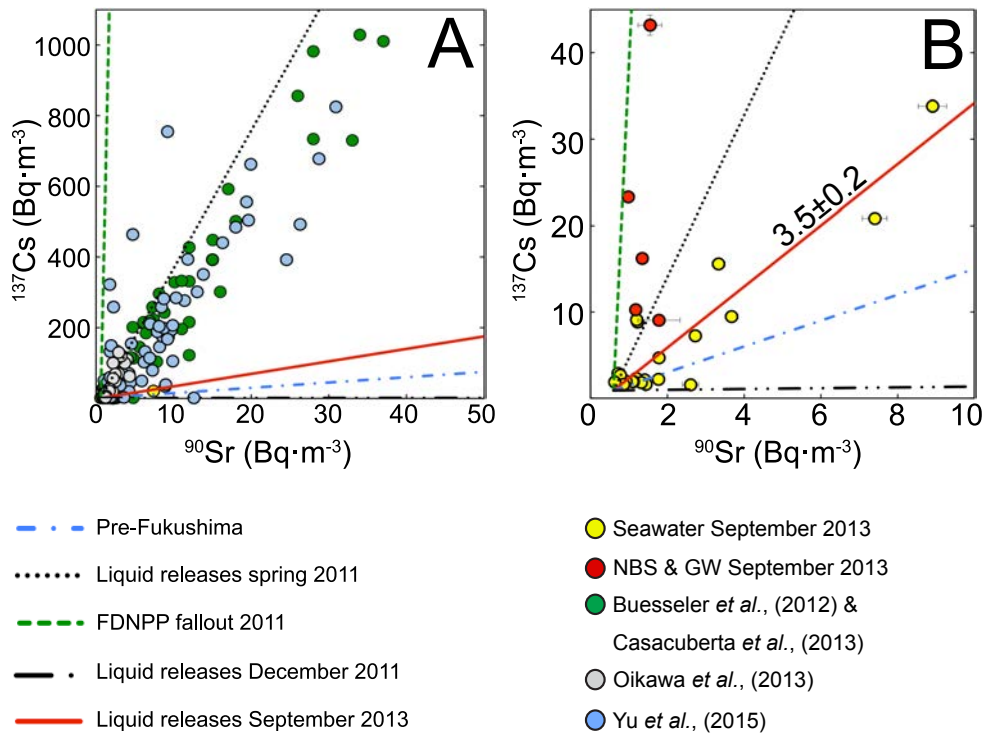 A
1000
800
600
400
200
0
10
20
30
40
50
¹³⁷Cs (Bq·m⁻³)
⁹⁰Sr (Bq·m⁻³)
B
40
30
20
10
0
2
4
6
8
10
¹³⁷Cs (Bq·m⁻³)
⁹⁰Sr (Bq·m⁻³)
3.5±0.2
Pre-Fukushima
Liquid releases spring 2011
FDNPP fallout 2011
Liquid releases December 2011
Liquid releases September 2013
Seawater September 2013
NBS & GW September 2013
Buesseler et al., (2012) &
Casacuberta et al., (2013)
Oikawa et al., (2013)
Yu et al., (2015)